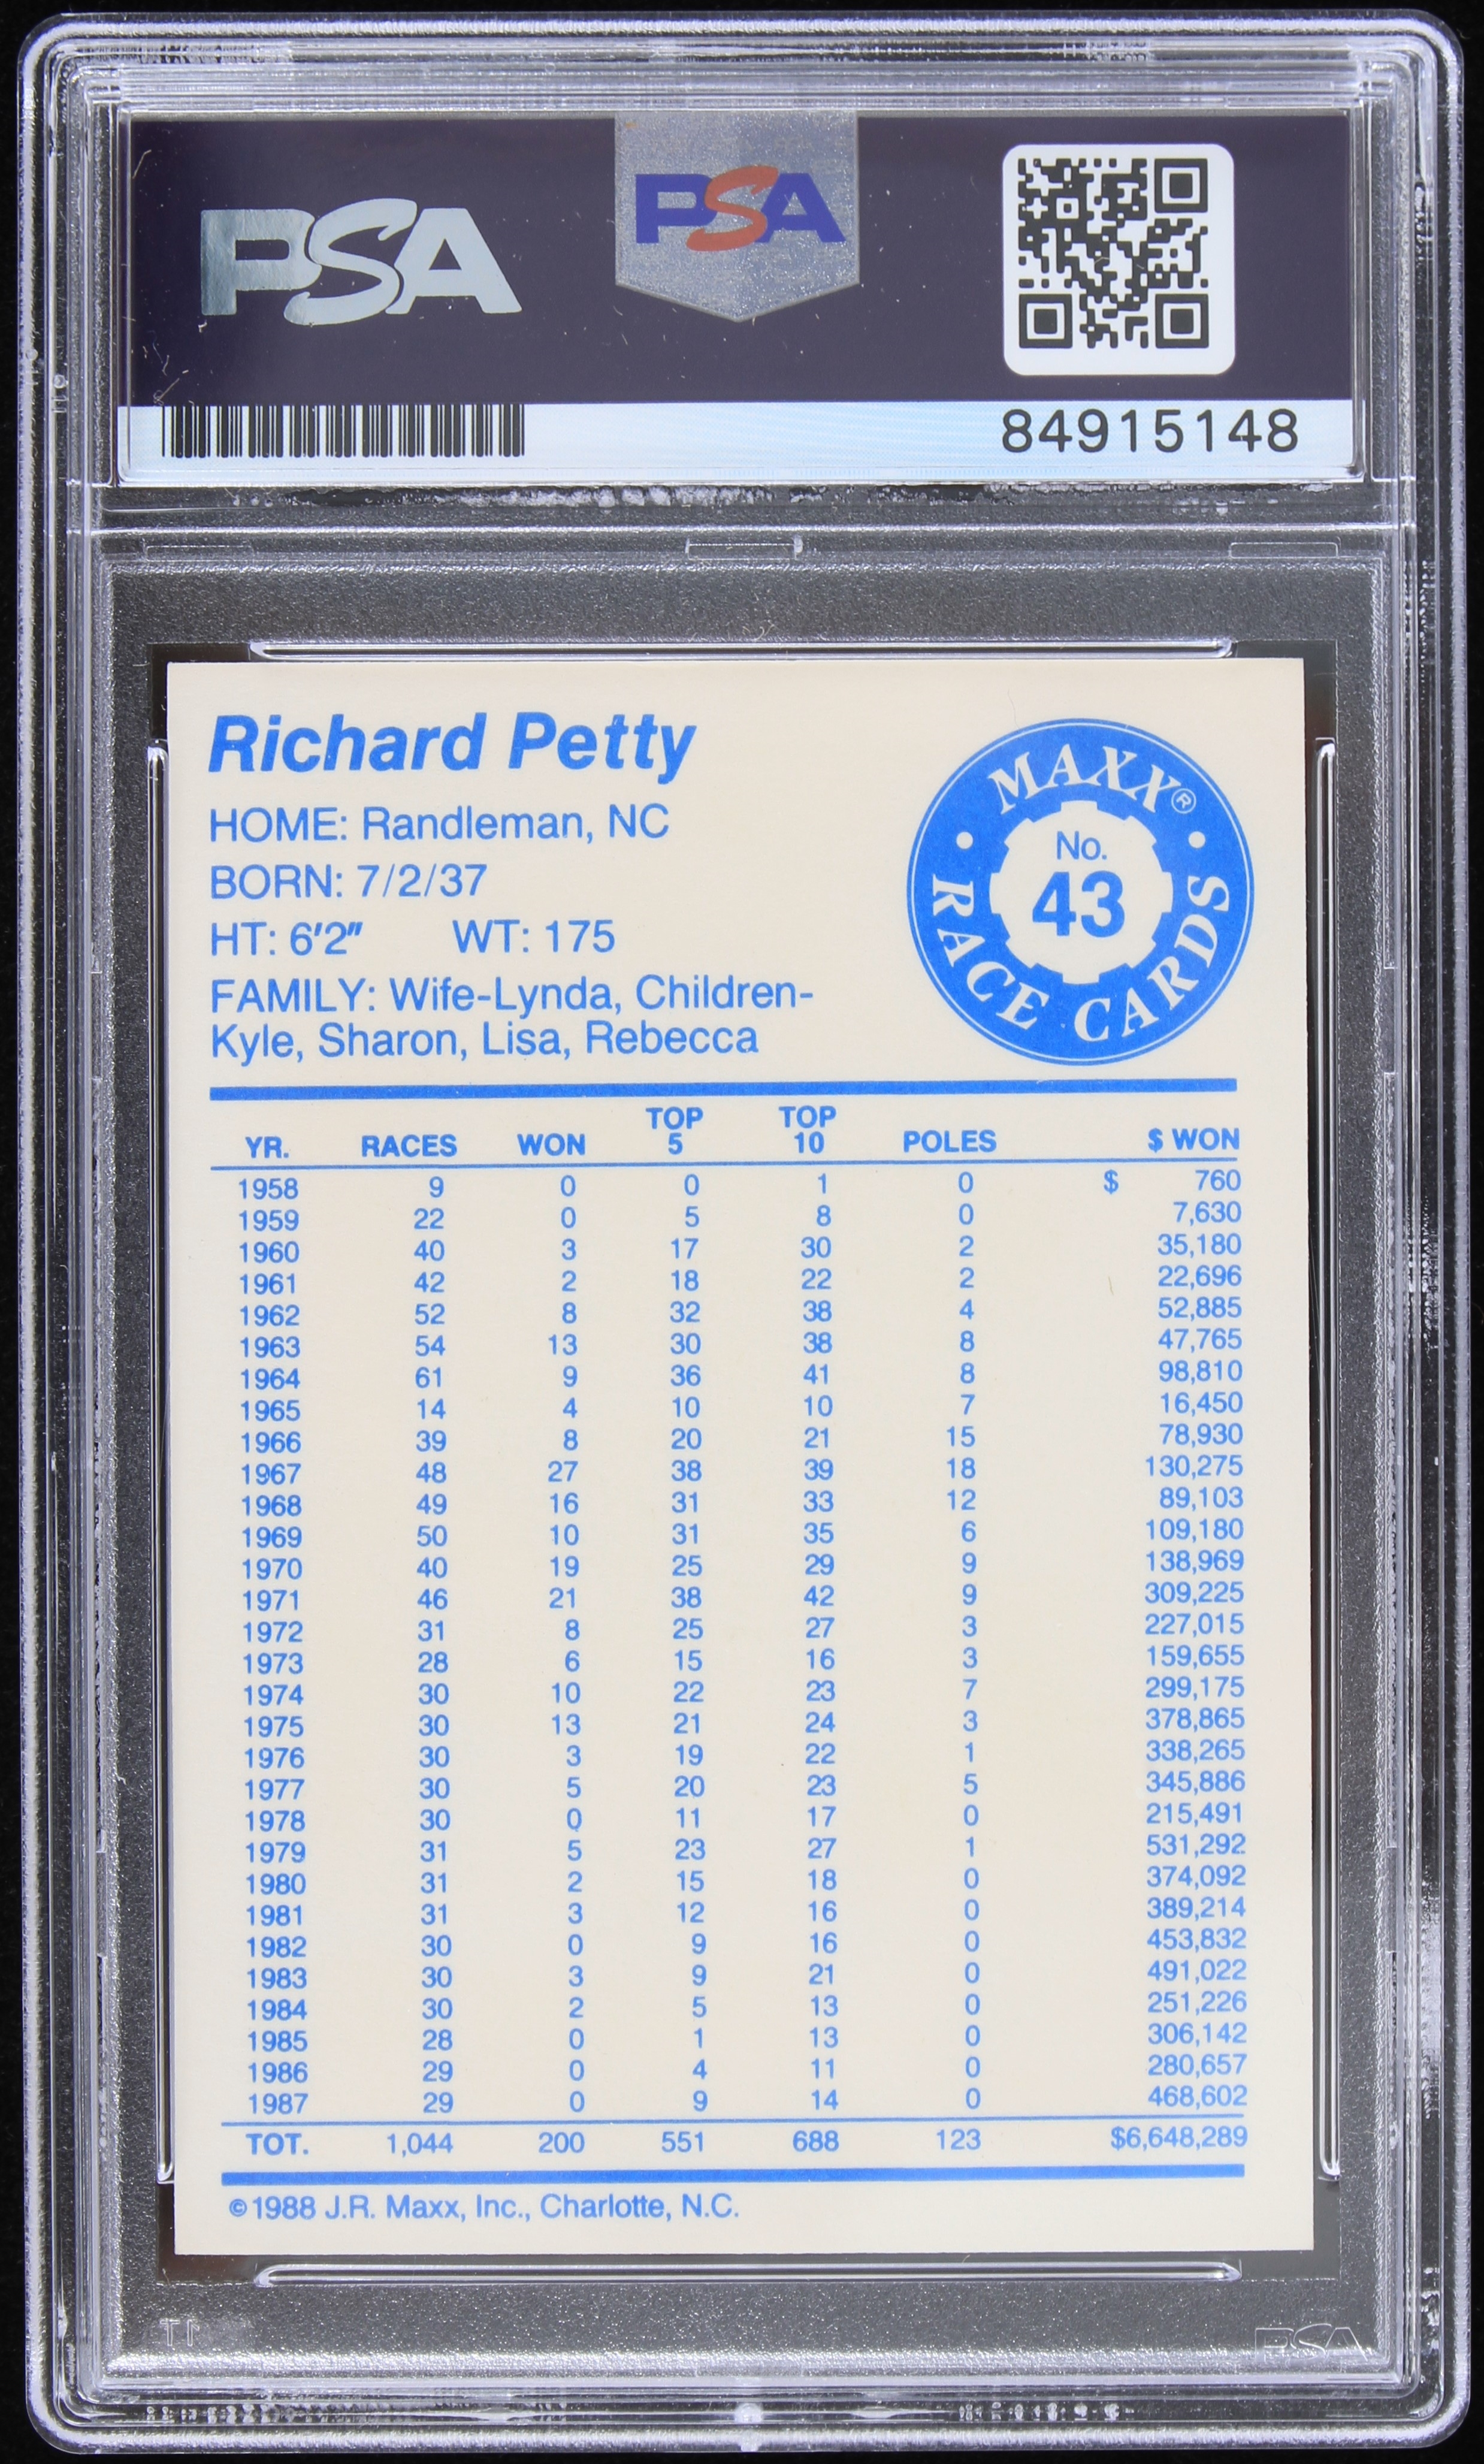 PSA PSA
84915148
Richard Petty
HOME: Randleman, NC
BORN: 7/2/37
HT: 6'2" WT: 175
FAMILY: Wife-Lynda, Children-
Kyle, Sharon, Lisa, Rebecca
MAXX®
No.
43
RACE CARDS
YR. RACES WON TOP 5 TOP 10 POLES $ WON
1958 9 0 0 1 0 $ 760
1959 22 0 5 8 0 7,630
1960 40 3 17 30 2 35,180
1961 42 2 18 22 2 22,696
1962 52 8 32 38 4 52,885
1963 54 13 30 38 8 47,765
1964 61 9 36 41 8 98,810
1965 14 4 10 10 7 16,450
1966 39 8 20 21 15 78,930
1967 48 27 38 39 18 130,275
1968 49 16 31 33 12 89,103
1969 50 10 31 35 6 109,180
1970 40 19 25 29 9 138,969
1971 46 21 38 42 9 309,225
1972 31 8 25 27 3 227,015
1973 28 6 15 16 3 159,655
1974 30 10 22 23 7 299,175
1975 30 13 21 24 3 378,865
1976 30 3 19 22 1 338,265
1977 30 5 20 23 5 345,886
1978 30 0 11 17 0 215,491
1979 31 5 23 27 1 531,292
1980 31 2 15 18 0 374,092
1981 31 3 12 16 0 389,214
1982 30 0 9 16 0 453,832
1983 30 3 9 21 0 491,022
1984 30 2 5 13 0 251,226
1985 28 0 1 13 0 306,142
1986 29 0 4 11 0 280,657
1987 29 0 9 14 0 468,602
TOT. 1,044 200 551 688 123 $6,648,289
©1988 J.R. Maxx, Inc., Charlotte, N.C.
PSA